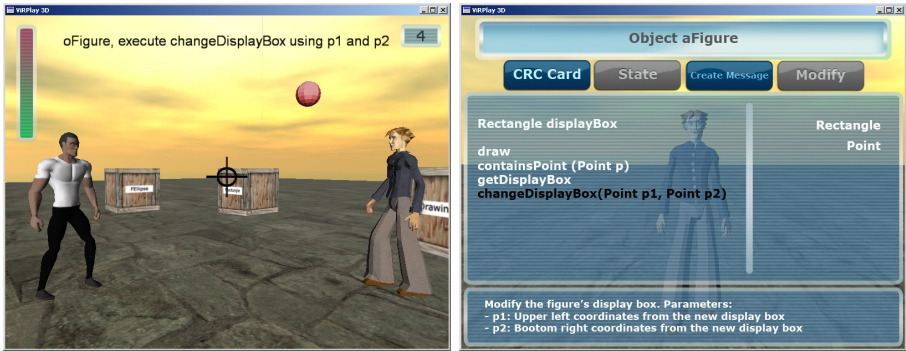 ViRPlay 3D
oFigure, execute changeDisplayBox using p1 and p2
4
FEllipse
Drawin
ViRPlay 3D
Object aFigure
CRC Card
State
Create Message
Modify
Rectangle displayBox
Rectangle
Point
draw
containsPoint (Point p)
getDisplayBox
changeDisplayBox(Point p1, Point p2)
Modify the figure's display box. Parameters:
- p1: Upper left coordinates from the new display box
- p2: Bootom right coordinates from the new display box